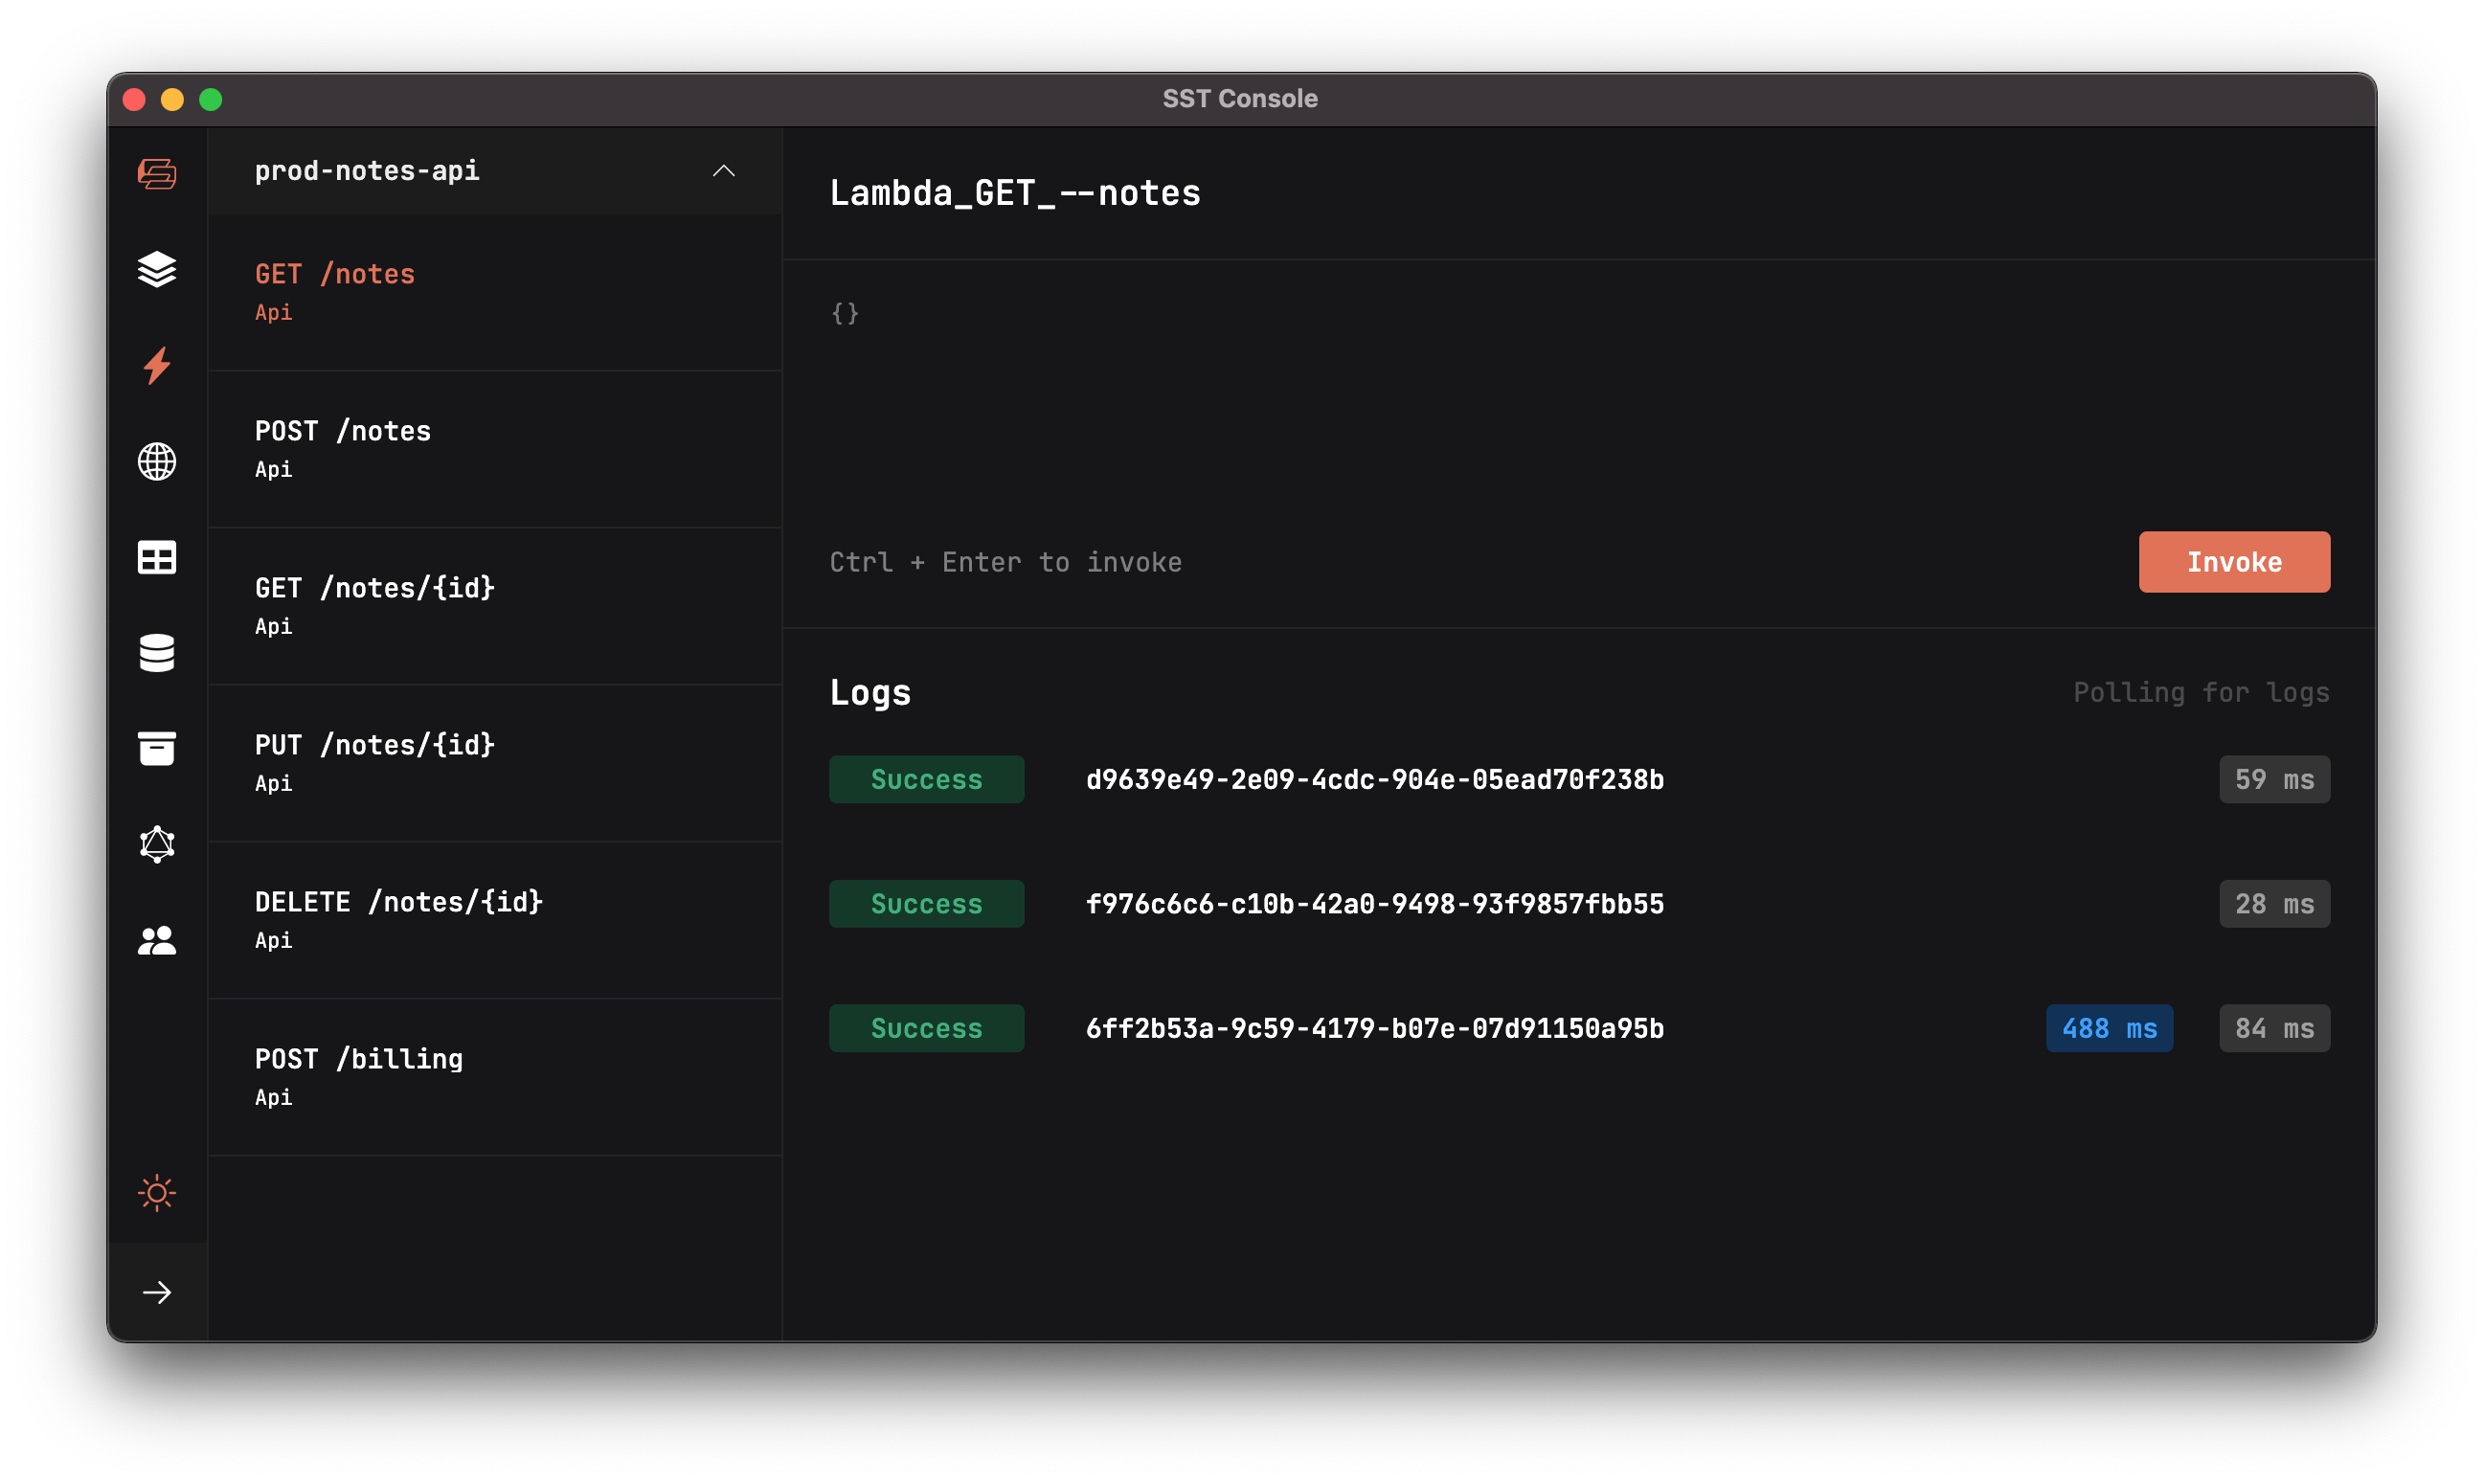 SST Console
prod-notes-api
GET /notes
Api
POST /notes
Api
GET /notes/{id}
Api
PUT /notes/{id}
Api
DELETE /notes/{id}
Api
POST /billing
Api
Lambda_GET_--notes
{}
Ctrl + Enter to invoke
Invoke
Logs
Polling for logs
Success d9639e49-2e09-4cdc-904e-05ead70f238b 59 ms
Success f976c6c6-c10b-42a0-9498-93f9857fbb55 28 ms
Success 6ff2b53a-9c59-4179-b07e-07d91150a95b 488 ms 84 ms